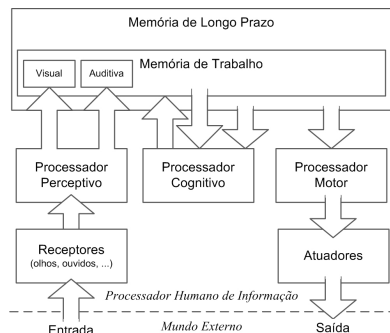 Memória de Longo Prazo
Memória de Trabalho
Visual
Auditiva
Processador
Perceptivo
Processador
Cognitivo
Processador
Motor
Receptores
(olhos, ouvidos, ...)
Atuadores
Processador Humano de Informação
Entrada
Mundo Externo
Saída